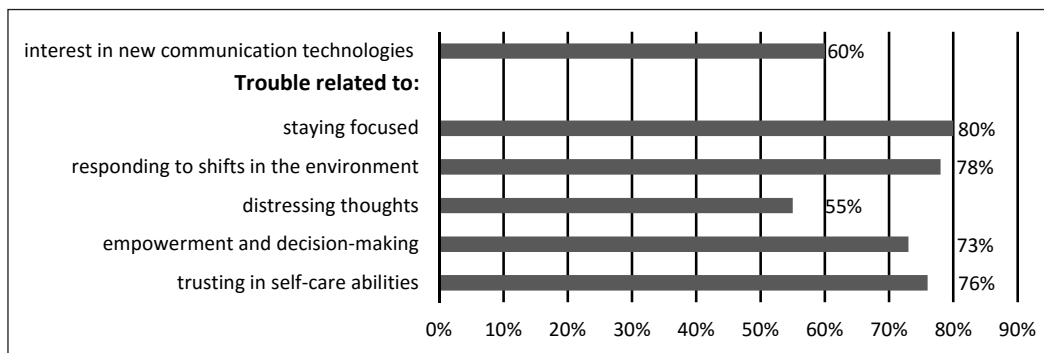 interest in new communication technologies 60%
Trouble related to:
staying focused 80%
responding to shifts in the environment 78%
distressing thoughts 55%
empowerment and decision-making 73%
trusting in self-care abilities 76%
0% 10% 20% 30% 40% 50% 60% 70% 80% 90%